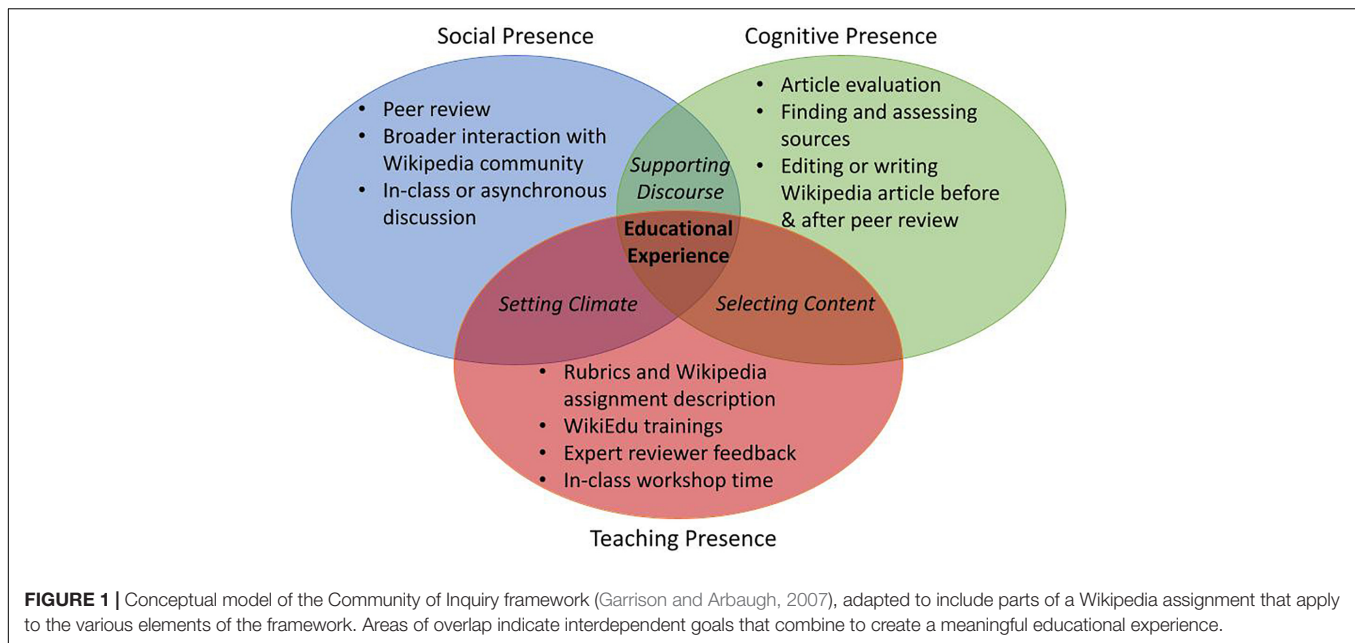 Social Presence
Cognitive Presence
• Peer review
• Broader interaction with
Wikipedia community
• In-class or asynchronous
discussion
Supporting
Discourse
• Article evaluation
• Finding and assessing
sources
• Editing or writing
Wikipedia article before
& after peer review
Educational
Experience
Setting Climate
Selecting Content
• Rubrics and Wikipedia
assignment description
• WikiEdu trainings
• Expert reviewer feedback
• In-class workshop time
Teaching Presence
FIGURE 1 | Conceptual model of the Community of Inquiry framework (Garrison and Arbaugh, 2007), adapted to include parts of a Wikipedia assignment that apply
to the various elements of the framework. Areas of overlap indicate interdependent goals that combine to create a meaningful educational experience.